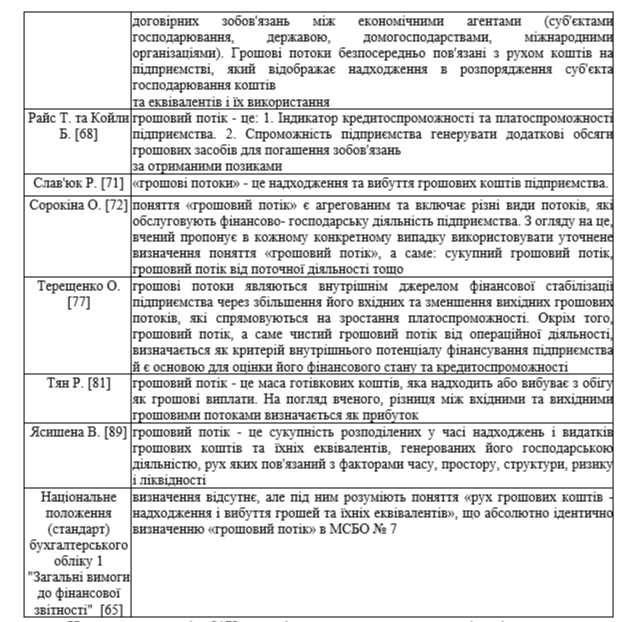 договірних зобов'язань між економічними агентами (суб'єктами
господарювання, державою, домогосподарствами, міжнародними
організаціями). Грошові потоки безпосередньо пов'язані з рухом коштів на
підприємстві, який відображає надходження в розпорядження суб'єкта
господарювання коштів
та еквівалентів і їх використання
Райс Т. та Койли
Б. [68]
грошовий потік - це: 1. Індикатор кредитоспроможності та платоспроможності
підприємства. 2. Спроможність підприємства генерувати додаткові обсяги
грошових засобів для погашення зобов'язань
за отриманими позиками
Слав'юк Р. [71]
«грошові потоки» - це надходження та вибуття грошових коштів підприємства.
Сорокіна О. [72]
поняття «грошовий потік» є агрегованим та включає різні види потоків, які
обслуговують фінансово- господарську діяльність підприємства. З огляду на це,
вчений пропонує в кожному конкретному випадку використовувати уточнене
визначення поняття «грошовий потік», а саме: сукупний грошовий потік,
грошовий потік від поточної діяльності тощо
Терещенко О.
[77]
грошові потоки являються внутрішнім джерелом фінансової стабілізації
підприємства через збільшення його вхідних та зменшення вихідних грошових
потоків, які спрямовуються на зростання платоспроможності. Окрім того,
грошовий потік, а саме чистий грошовий потік від операційної діяльності,
визначається як критерій внутрішнього потенціалу фінансування підприємства
й є основою для оцінки його фінансового стану та кредитоспроможності
Тян Р. [81]
грошовий потік - це маса готівкових коштів, яка надходить або вибуває з обігу
як грошові виплати. На погляд вченого, різниця між вхідними та вихідними
грошовими потоками визначається як прибуток
Ясишена В. [89]
грошовий потік - це сукупність розподілених у часі надходжень і видатків
грошових коштів та їхніх еквівалентів, генерованих його господарською
діяльністю, рух яких пов'язаний з факторами часу, простору, структури, ризику
і ліквідності
Національне
положення
(стандарт)
бухгалтерського
обліку 1
"Загальні вимоги
до фінансової
звітності" [65]
визначення відсутнє, але під ним розуміють поняття «рух грошових коштів -
надходження і вибуття грошей та їхніх еквівалентів», що абсолютно ідентично
визначенню «грошовий потік» в МСБО № 7